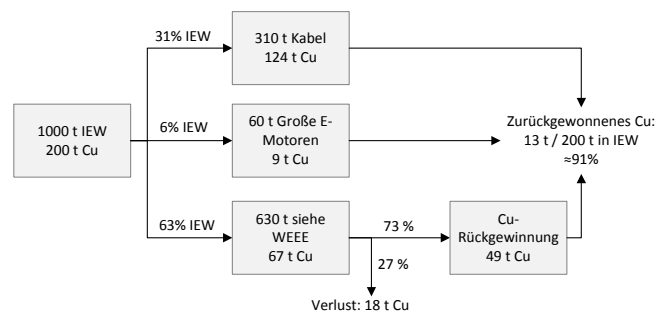 31% IEW
310 t Kabel
124 t Cu
1000 t IEW
200 t Cu
6% IEW
60 t Große E-
Motoren
9 t Cu
Zurückgewonnenes Cu:
13 t / 200 t in IEW
≈91%
63% IEW
630 t siehe
WEEE
67 t Cu
73 %
27 %
Cu-
Rückgewinnung
49 t Cu
Verlust: 18 t Cu